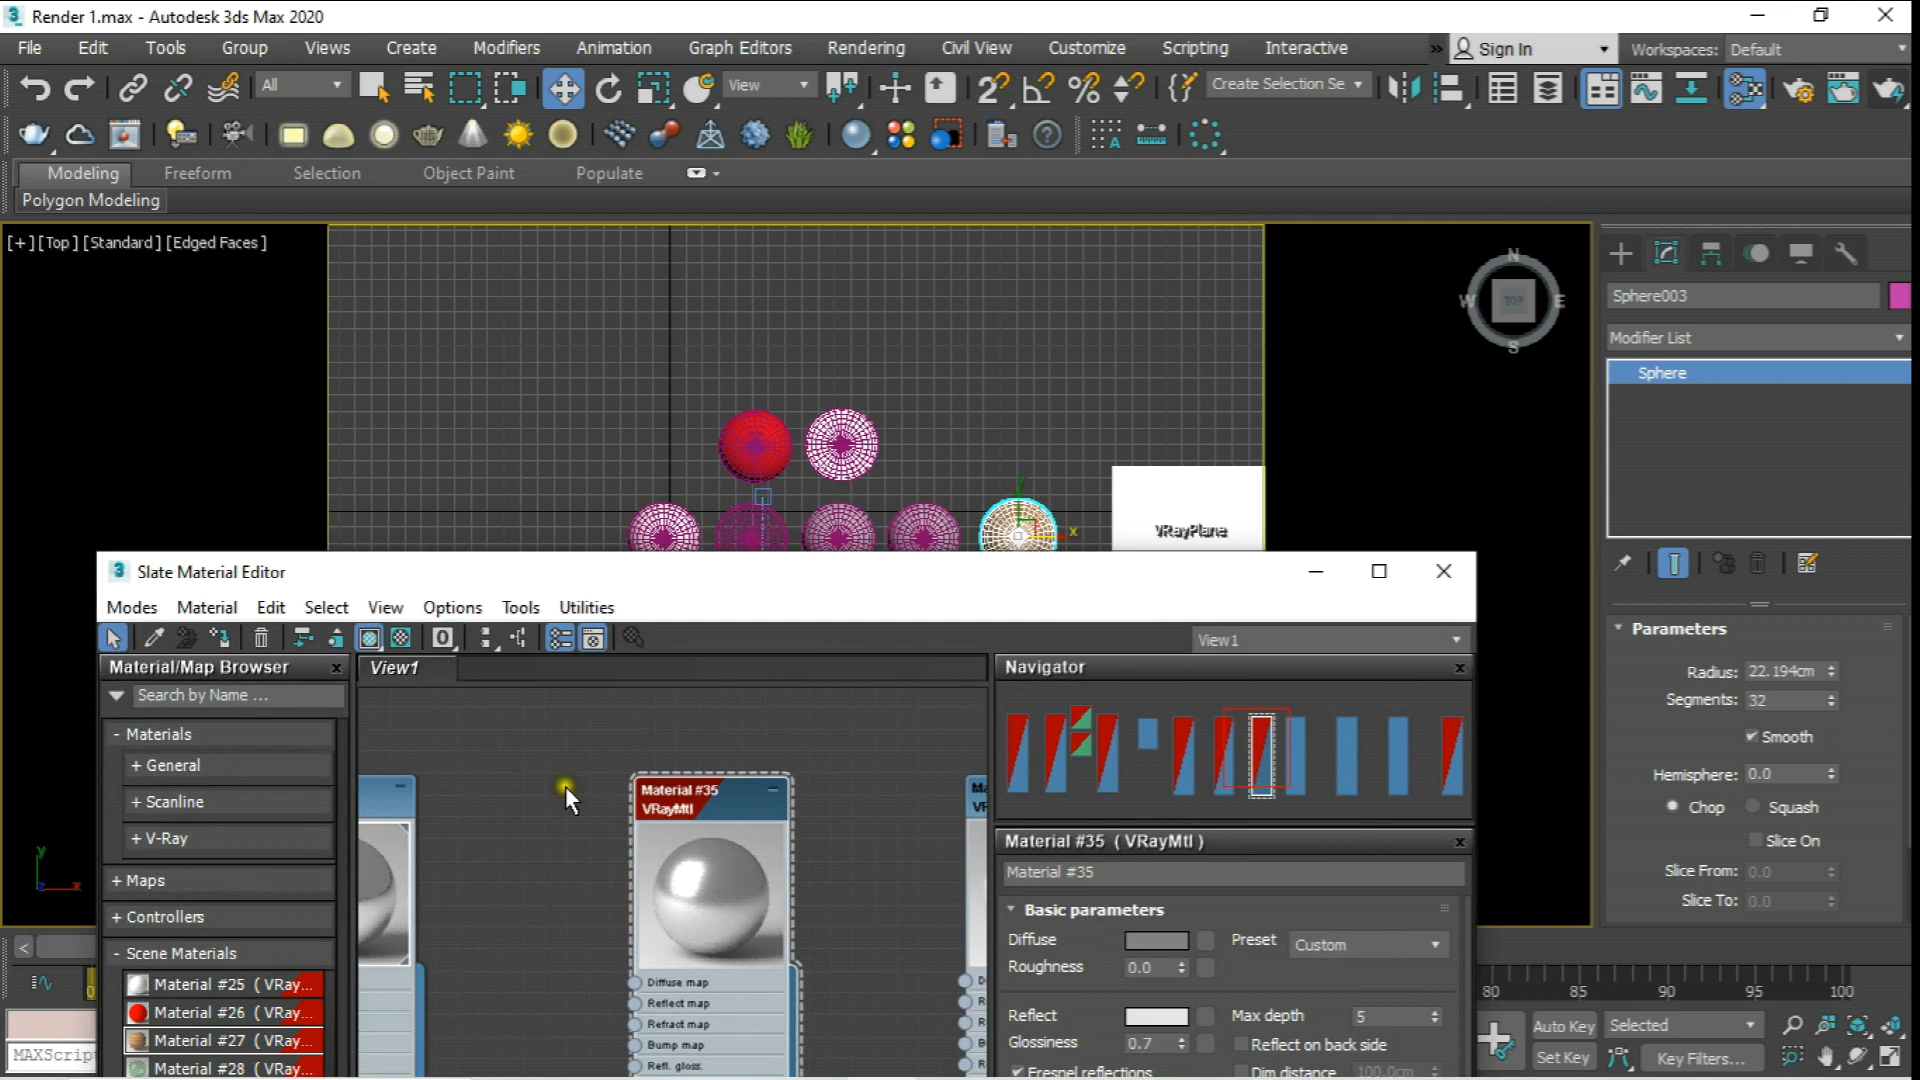 Render 1.max - Autodesk 3ds Max 2020
File Edit Tools Group Views Create Modifiers Animation Graph Editors Rendering Civil View Customize Scripting Interactive
Sign In Workspaces: Default
All View Create Selection Se
Modeling Freeform Selection Object Paint Populate
Polygon Modeling
[+][Top][Standard][Edged Faces]
N
W TOP E
S
Sphere003
Modifier List
Sphere
y
x
VRayPlane
Slate Material Editor
Modes Material Edit Select View Options Tools Utilities
View1
Material/Map Browser
View1
Navigator
Search by Name ...
- Materials
+ General
+ Scanline
+ V-Ray
+ Maps
+ Controllers
- Scene Materials
Material #25 ( VRay...
Material #26 ( VRay...
Material #27 ( VRay...
Material #28 ( VRay...
Material #35
VRayMtl
Diffuse map
Reflect map
Refract map
Bump map
Refl. gloss.
Material #35 ( VRayMtl )
Material #35
Basic parameters
Diffuse Preset Custom
Roughness 0.0
Reflect Max depth 5
Glossiness 0.7 Reflect on back side
Fresnel reflections Dim distance 100.0cm
Parameters
Radius: 22.194cm
Segments: 32
Smooth
Hemisphere: 0.0
Chop Squash
Slice On
Slice From: 0.0
Slice To: 0.0
y
x
<
0
MAXScrip
80 85 90 95 100
Auto Key Selected
Set Key Key Filters...